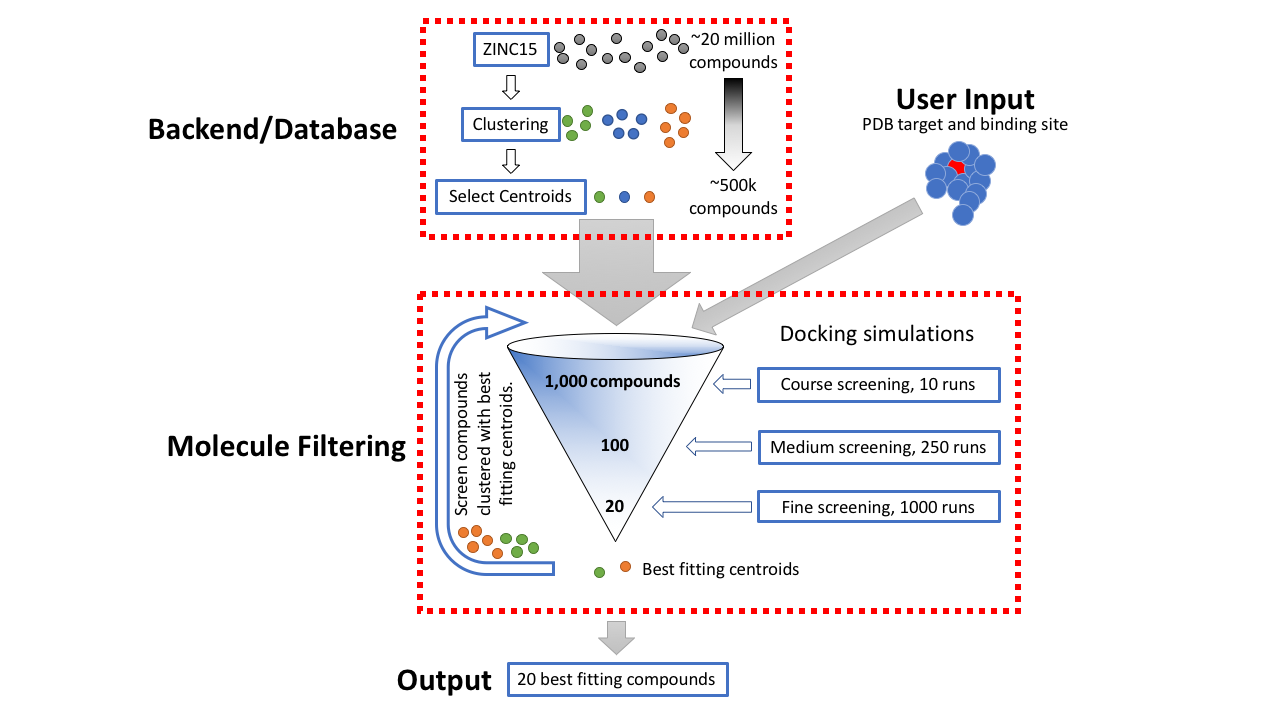 Backend/Database
ZINC15
~20 million
compounds
Clustering
Select Centroids
~500k
compounds
User Input
PDB target and binding site
Molecule Filtering
Screen compounds
clustered with best
fitting centroids.
1,000 compounds
100
20
Docking simulations
Course screening, 10 runs
Medium screening, 250 runs
Fine screening, 1000 runs
Best fitting centroids
Output
20 best fitting compounds